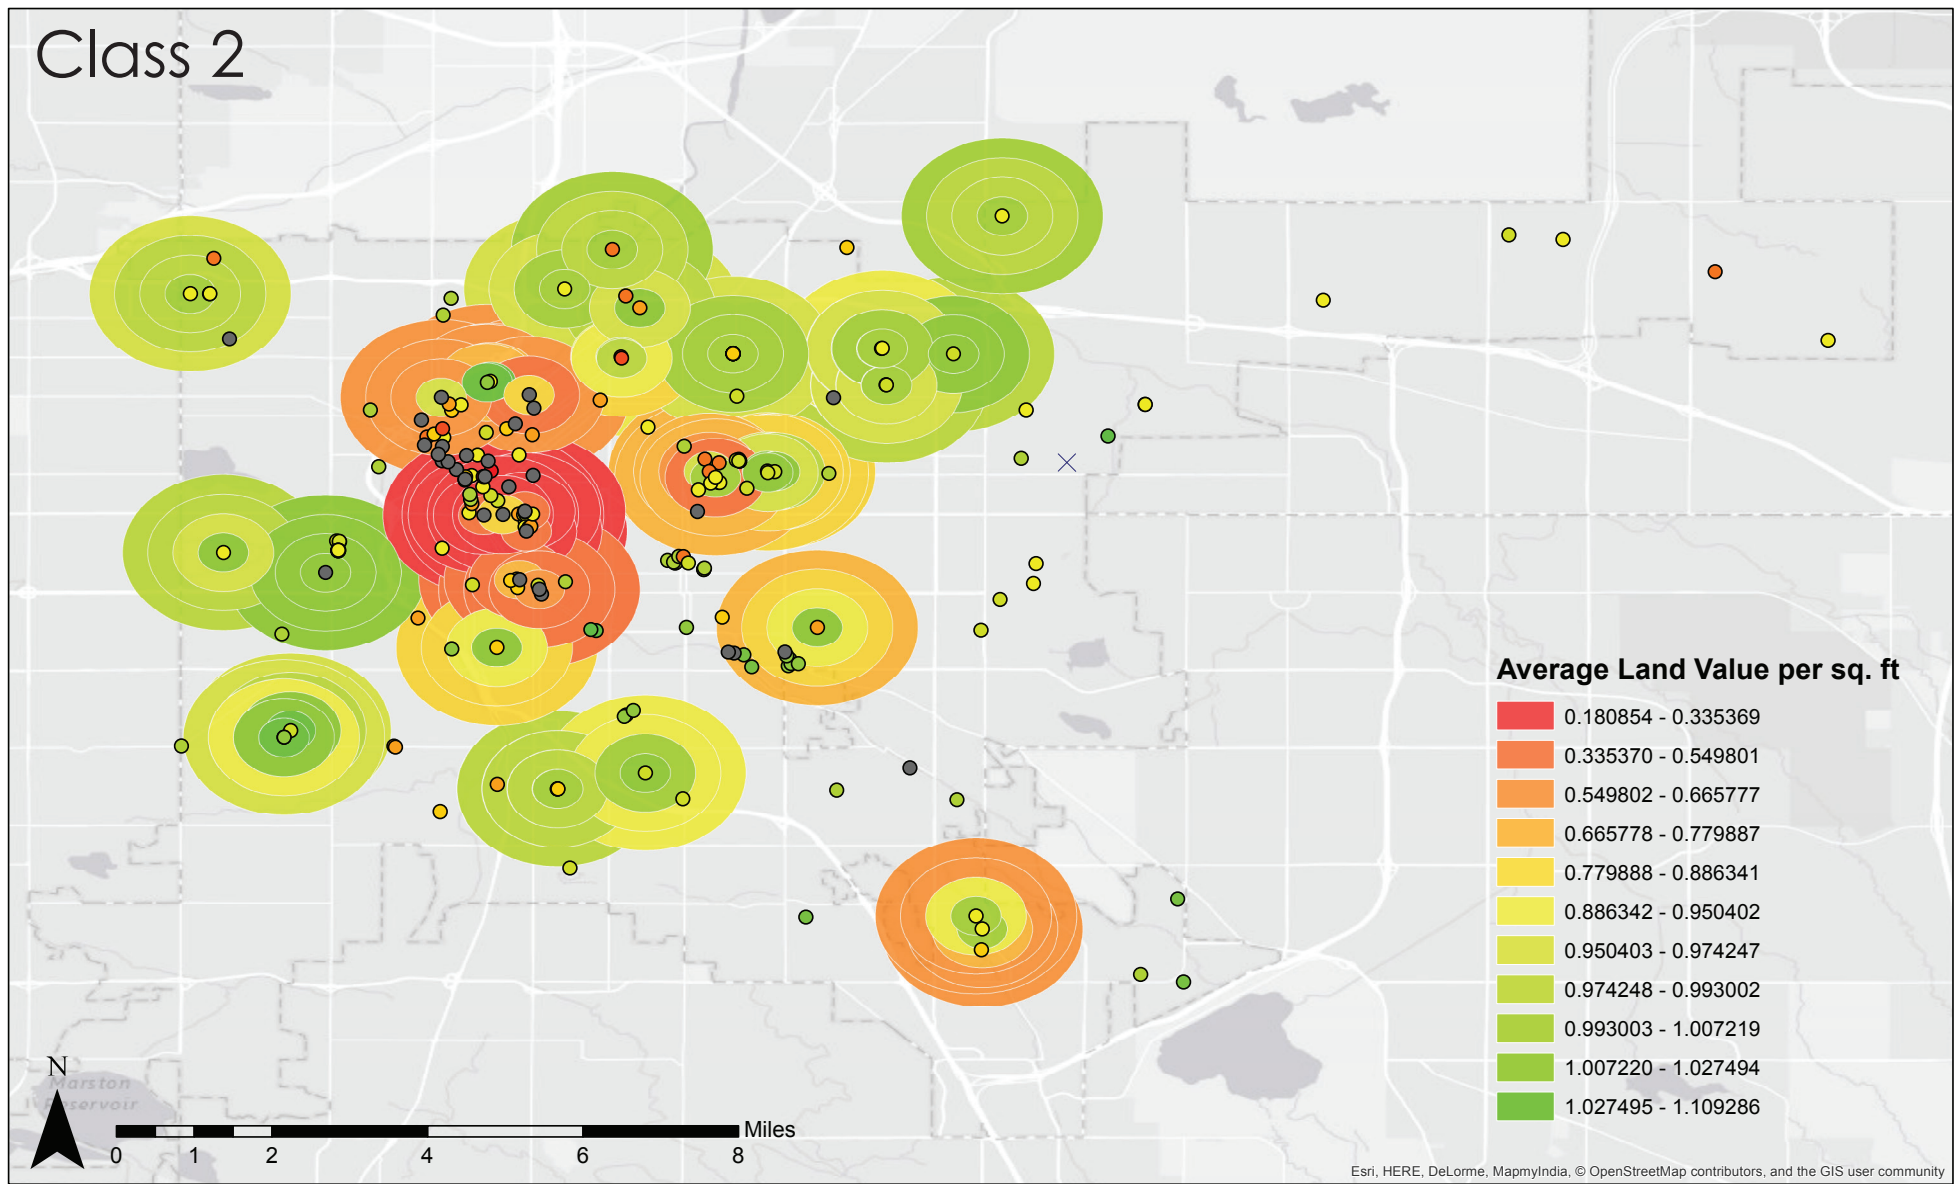 Class 2
Average Land Value per sq. ft
0.180854 - 0.335369
0.335370 - 0.549801
0.549802 - 0.665777
0.665778 - 0.779887
0.779888 - 0.886341
0.886342 - 0.950402
0.950403 - 0.974247
0.974248 - 0.993002
0.993003 - 1.007219
1.007220 - 1.027494
1.027495 - 1.109286
N
Marston
Reservoir
Miles
0 1 2 4 6 8
Esri, HERE, DeLorme, MapmyIndia, © OpenStreetMap contributors, and the GIS user community